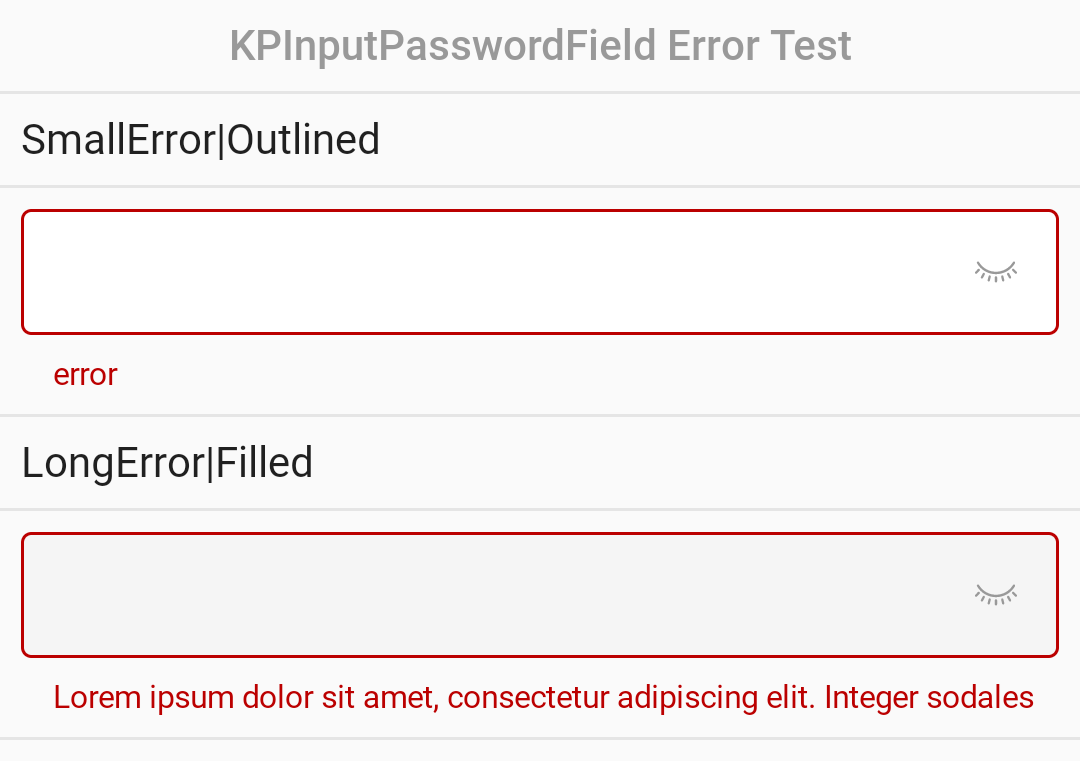 KPInputPasswordField Error Test
SmallError|Outlined
error
LongError|Filled
Lorem ipsum dolor sit amet, consectetur adipiscing elit. Integer sodales